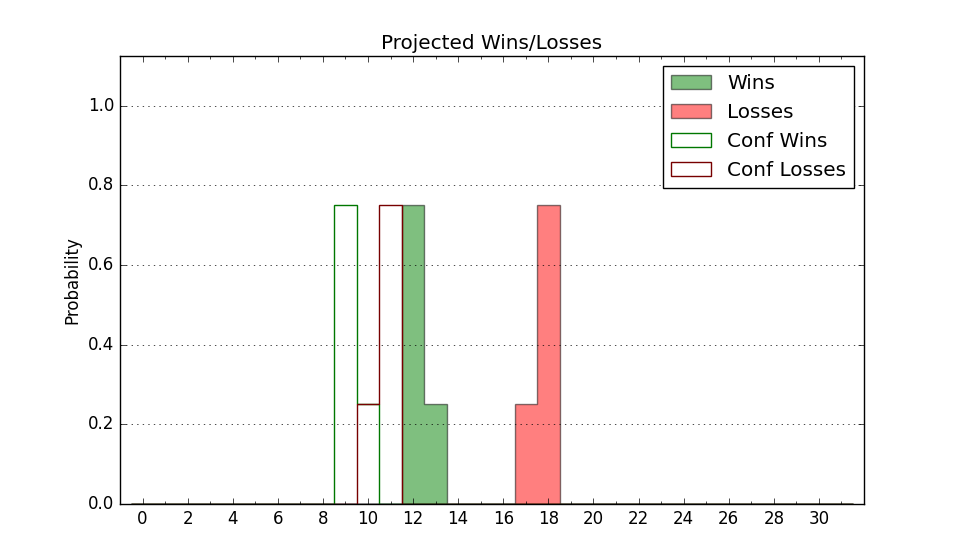 Projected Wins/Losses
Wins
Losses
Conf Wins
Conf Losses
Probability
1.0
0.8
0.6
0.4
0.2
0.0
0 2 4 6 8 10 12 14 16 18 20 22 24 26 28 30